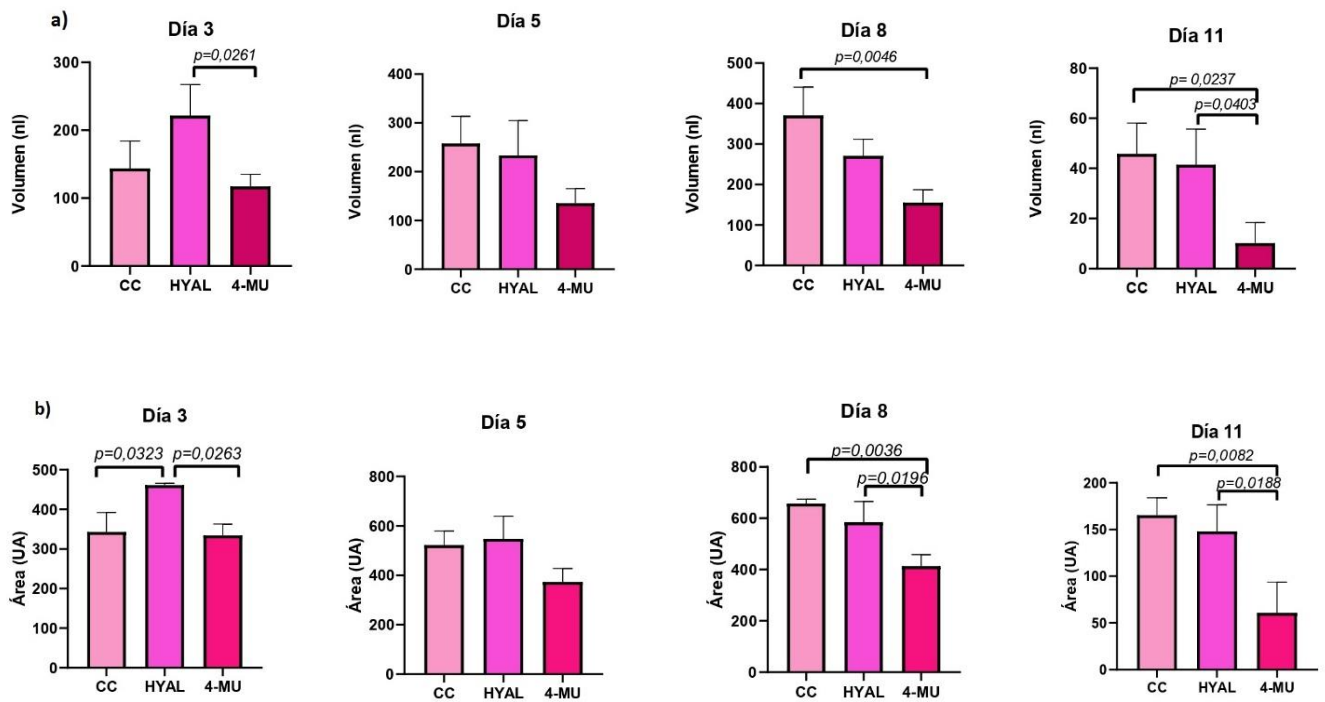 a)
Día 3
p=0,0261
Volumen (nl)
300
200
100
0
CC HYAL 4-MU
Día 5
Volumen (nl)
400
300
200
100
0
CC HYAL 4-MU
Día 8
p=0,0046
Volumen (nl)
500
400
300
200
100
0
CC HYAL 4-MU
Día 11
p= 0,0237
p=0,0403
Volumen (nl)
80
60
40
20
0
CC HYAL 4-MU
b)
Día 3
p=0,0323 p=0,0263
Área (UA)
500
400
300
200
100
0
CC HYAL 4-MU
Día 5
Área (UA)
800
600
400
200
0
CC HYAL 4-MU
Día 8
p=0,0036
p=0,0196
Área (UA)
800
600
400
200
0
CC HYAL 4-MU
Día 11
p=0,0082
p=0,0188
Área (UA)
200
150
100
50
0
CC HYAL 4-MU